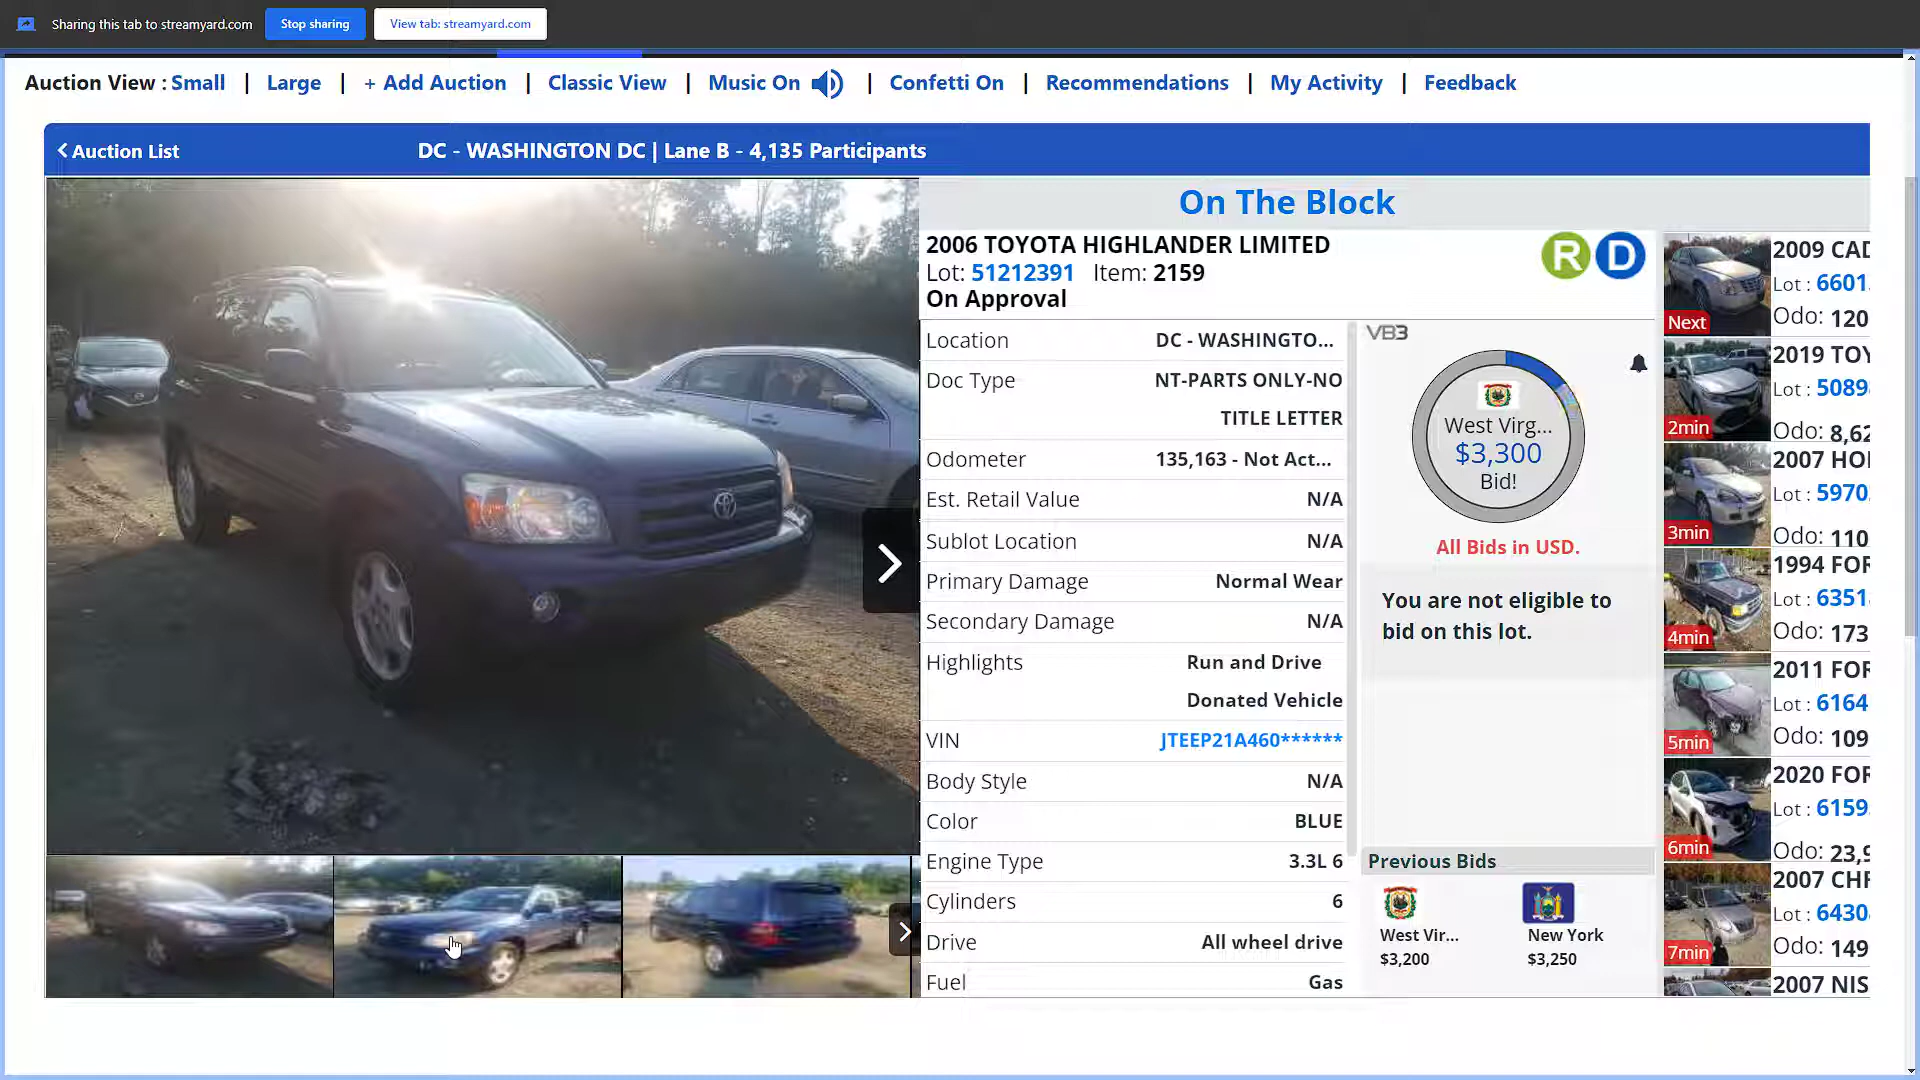 Sharing this tab to streamyard.com
Stop sharing
View tab: streamyard.com
Auction View : Small | Large | + Add Auction | Classic View | Music On | Confetti On | Recommendations | My Activity | Feedback
Auction List
DC - WASHINGTON DC | Lane B - 4,135 Participants
On The Block
2006 TOYOTA HIGHLANDER LIMITED
Lot: 51212391 Item: 2159
On Approval
R D
Location DC - WASHINGTO...
Doc Type NT-PARTS ONLY-NO
TITLE LETTER
Odometer 135,163 - Not Act...
Est. Retail Value N/A
Sublot Location N/A
Primary Damage Normal Wear
Secondary Damage N/A
Highlights Run and Drive
Donated Vehicle
VIN JTEEP21A460******
Body Style N/A
Color BLUE
Engine Type 3.3L 6
Cylinders 6
Drive All wheel drive
Fuel Gas
VB3
West Virg...
$3,300
Bid!
All Bids in USD.
You are not eligible to
bid on this lot.
Previous Bids
West Vir...
$3,200
New York
$3,250
2009 CAD
Lot : 6601
Odo: 120
Next
2019 TOY
Lot : 5089
Odo: 8,62
2min
2007 HO
Lot : 5970
Odo: 110
3min
1994 FOR
Lot : 6351
Odo: 173
4min
2011 FOR
Lot : 6164
Odo: 109
5min
2020 FOR
Lot : 6159
Odo: 23,9
6min
2007 CHR
Lot : 6430
Odo: 149
7min
2007 NIS